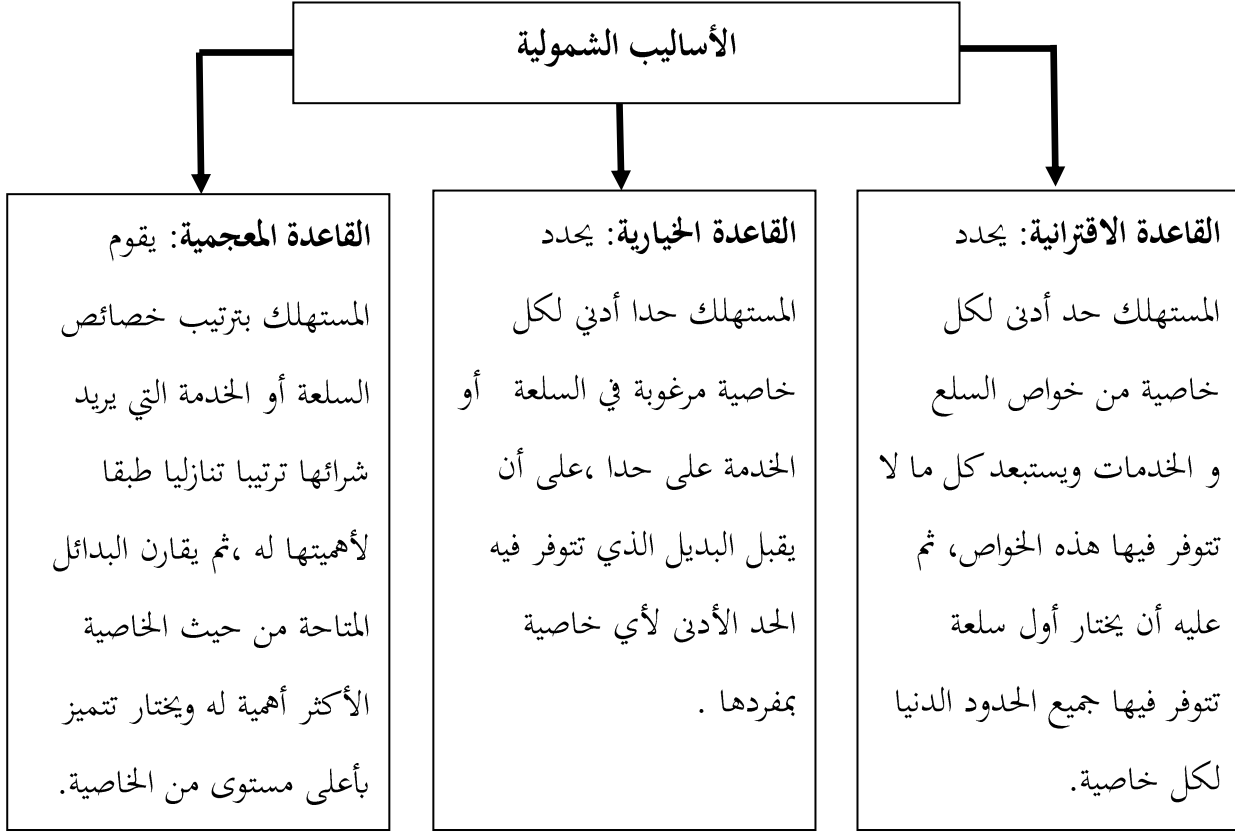 الأساليب الشمولية
القاعدة الاقترانية: يحدد
المستهلك حد أدنى لكل
خاصية من خواص السلع
و الخدمات ويستبعد كل ما لا
تتوفر فيها هذه الخواص، ثم
عليه أن يختار أول سلعة
تتوفر فيها جميع الحدود الدنيا
لكل خاصية.
القاعدة الخيارية: يحدد
المستهلك حدا أدني لكل
خاصية مرغوبة في السلعة أو
الخدمة على حدا ،على أن
يقبل البديل الذي تتوفر فيه
الحد الأدنى لأي خاصية
بمفردها .
القاعدة المعجمية: يقوم
المستهلك بترتيب خصائص
السلعة أو الخدمة التي يريد
شرائها ترتيبا تنازليا طبقا
لأهميتها له ،ثم يقارن البدائل
المتاحة من حيث الخاصية
الأكثر أهمية له ويختار تتميز
بأعلى مستوى من الخاصية.